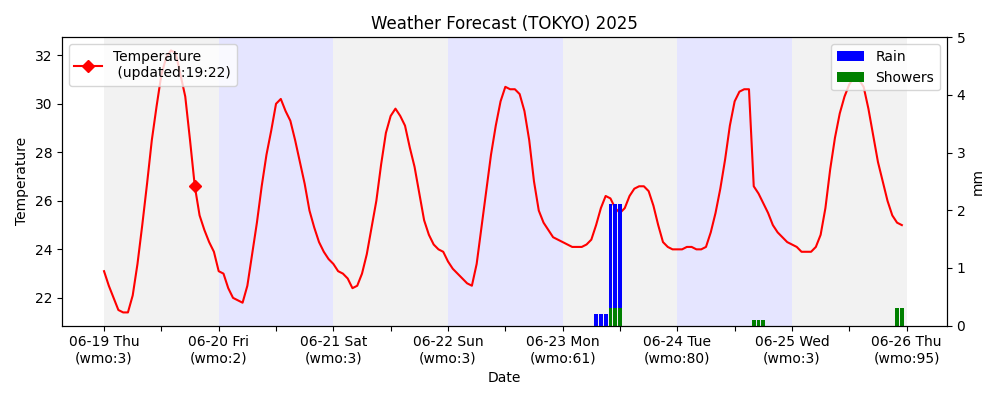 Weather Forecast (TOKYO) 2025
Temperature
(updated:19:22)
Rain
Showers
32
30
28
26
24
22
Temperature
5
4
3
2
1
0
mm
06-19 Thu
(wmo:3)
06-20 Fri
(wmo:2)
06-21 Sat
(wmo:3)
06-22 Sun
(wmo:3)
06-23 Mon
(wmo:61)
06-24 Tue
(wmo:80)
06-25 Wed
(wmo:3)
06-26 Thu
(wmo:95)
Date